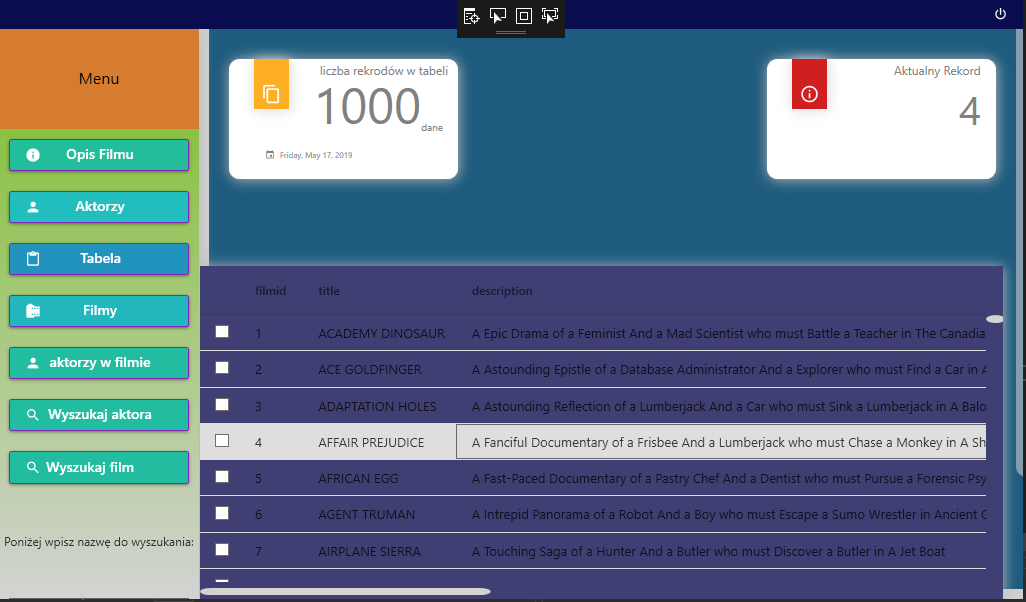 Menu
Opis Filmu
Aktorzy
Tabela
Filmy
aktorzy w filmie
Wyszukaj aktora
Wyszukaj film
Poniżej wpisz nazwę do wyszukania:
liczba rekrodów w tabeli
1000
dane
Friday, May 17, 2019
Aktualny Rekord
4
filmid title description
1 ACADEMY DINOSAUR A Epic Drama of a Feminist And a Mad Scientist who must Battle a Teacher in The Canadia
2 ACE GOLDFINGER A Astounding Epistle of a Database Administrator And a Explorer who must Find a Car in A
3 ADAPTATION HOLES A Astounding Reflection of a Lumberjack And a Car who must Sink a Lumberjack in A Balo
4 AFFAIR PREJUDICE A Fanciful Documentary of a Frisbee And a Lumberjack who must Chase a Monkey in A Sh
5 AFRICAN EGG A Fast-Paced Documentary of a Pastry Chef And a Dentist who must Pursue a Forensic Psy
6 AGENT TRUMAN A Intrepid Panorama of a Robot And a Boy who must Escape a Sumo Wrestler in Ancient C
7 AIRPLANE SIERRA A Touching Saga of a Hunter And a Butler who must Discover a Butler in A Jet Boat